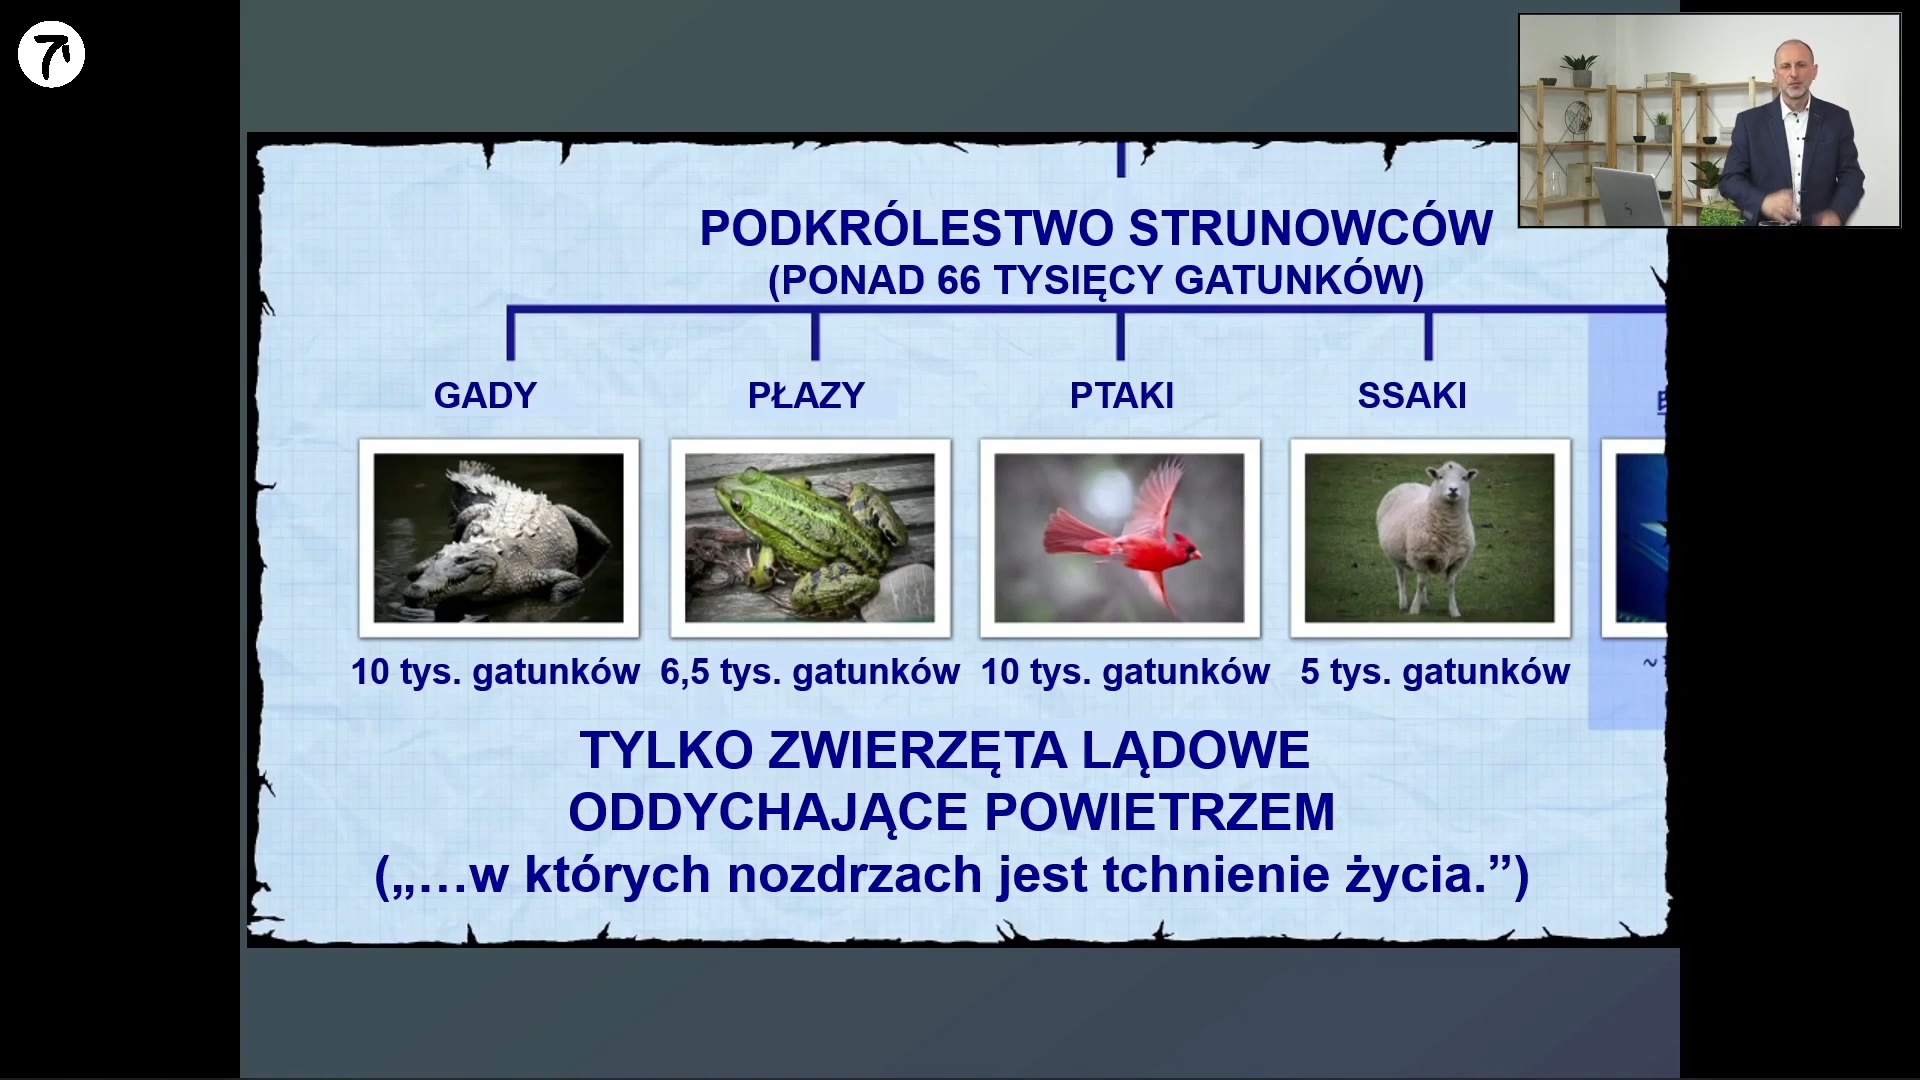 PODKRÓLESTWO STRUNOWCÓW
(PONAD 66 TYSIĘCY GATUNKÓW)
GADY PŁAZY PTAKI SSAKI
10 tys. gatunków 6,5 tys. gatunków 10 tys. gatunków 5 tys. gatunków
TYLKO ZWIERZĘTA LĄDOWE
ODDYCHAJĄCE POWIETRZEM
(„…w których nozdrzach jest tchnienie życia.”)